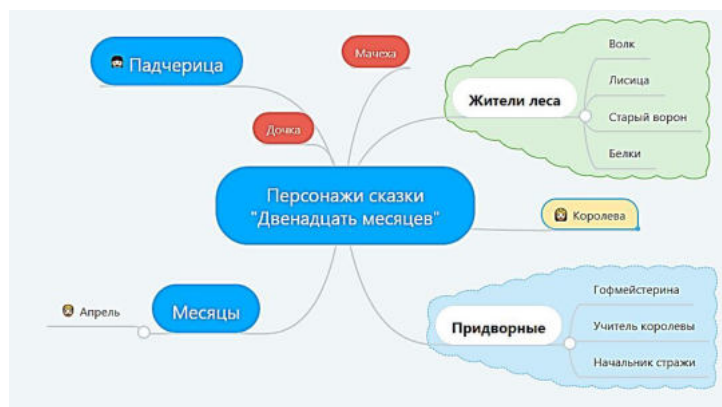 Падчерица
Мачеха
Дочка
Персонажи сказки
"Двенадцать месяцев"
Месяцы
Апрель
Жители леса
Волк
Лисица
Старый ворон
Белки
Королева
Придворные
Гофмейстерина
Учитель королевы
Начальник стражи